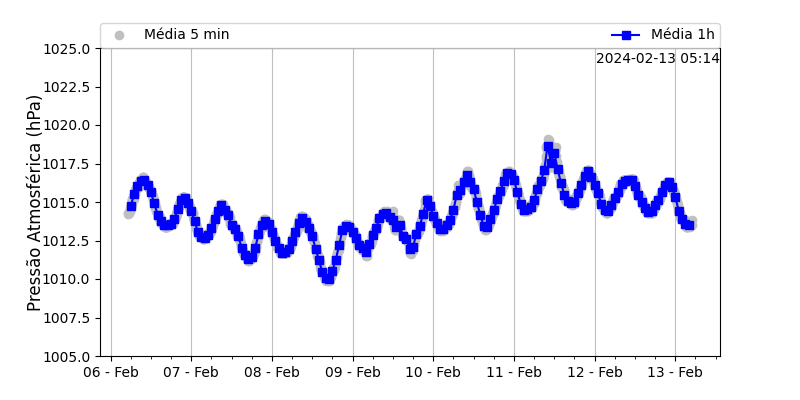 Média 5 min
Média 1h
2024-02-13 05:14
Pressão Atmosférica (hPa)
1025.0
1022.5
1020.0
1017.5
1015.0
1012.5
1010.0
1007.5
1005.0
06 - Feb
07 - Feb
08 - Feb
09 - Feb
10 - Feb
11 - Feb
12 - Feb
13 - Feb